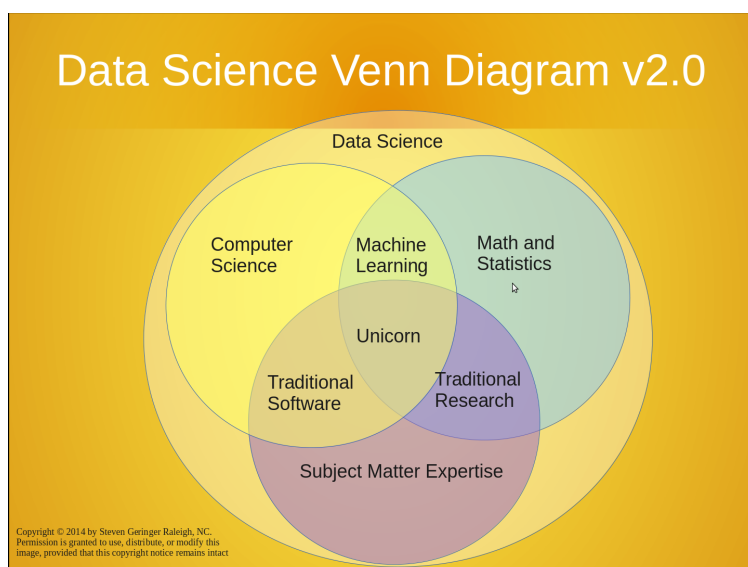 Data Science Venn Diagram v2.0
Data Science
Computer
Science
Machine
Learning
Math and
Statistics
Unicorn
Traditional
Software
Traditional
Research
Subject Matter Expertise
Copyright © 2014 by Steven Geringer Raleigh, NC.
Permission is granted to use, distribute, or modify this
image, provided that this copyright notice remains intact